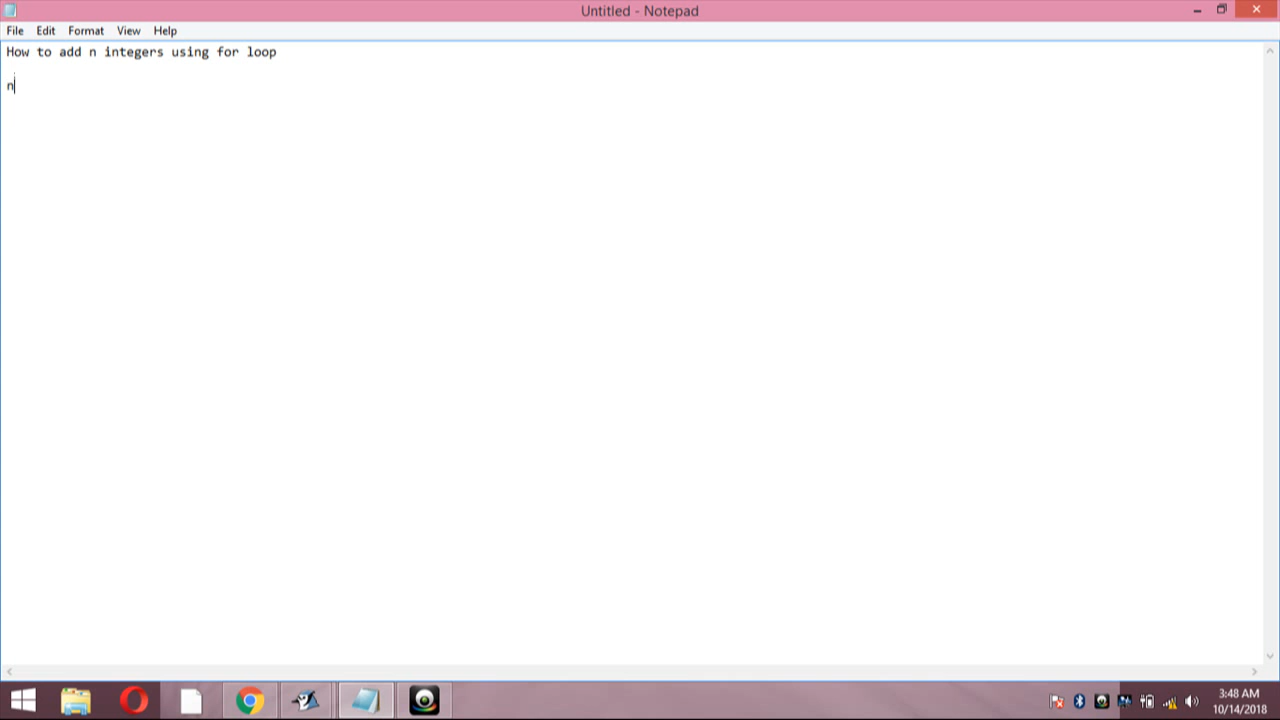 Untitled - Notepad
File Edit Format View Help
How to add n integers using for loop
n
3:48 AM
10/14/2018